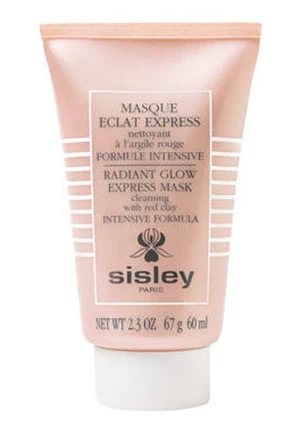 MASQUE
ECLAT EXPRESS
nettoyant
à l'argile rouge
FORMULE INTENSIVE
RADIANT GLOW
EXPRESS MASK
cleansing
with red clay
INTENSIVE FORMULA
sisley
PARIS
NET WT 2.3 OZ 67 g 60 ml